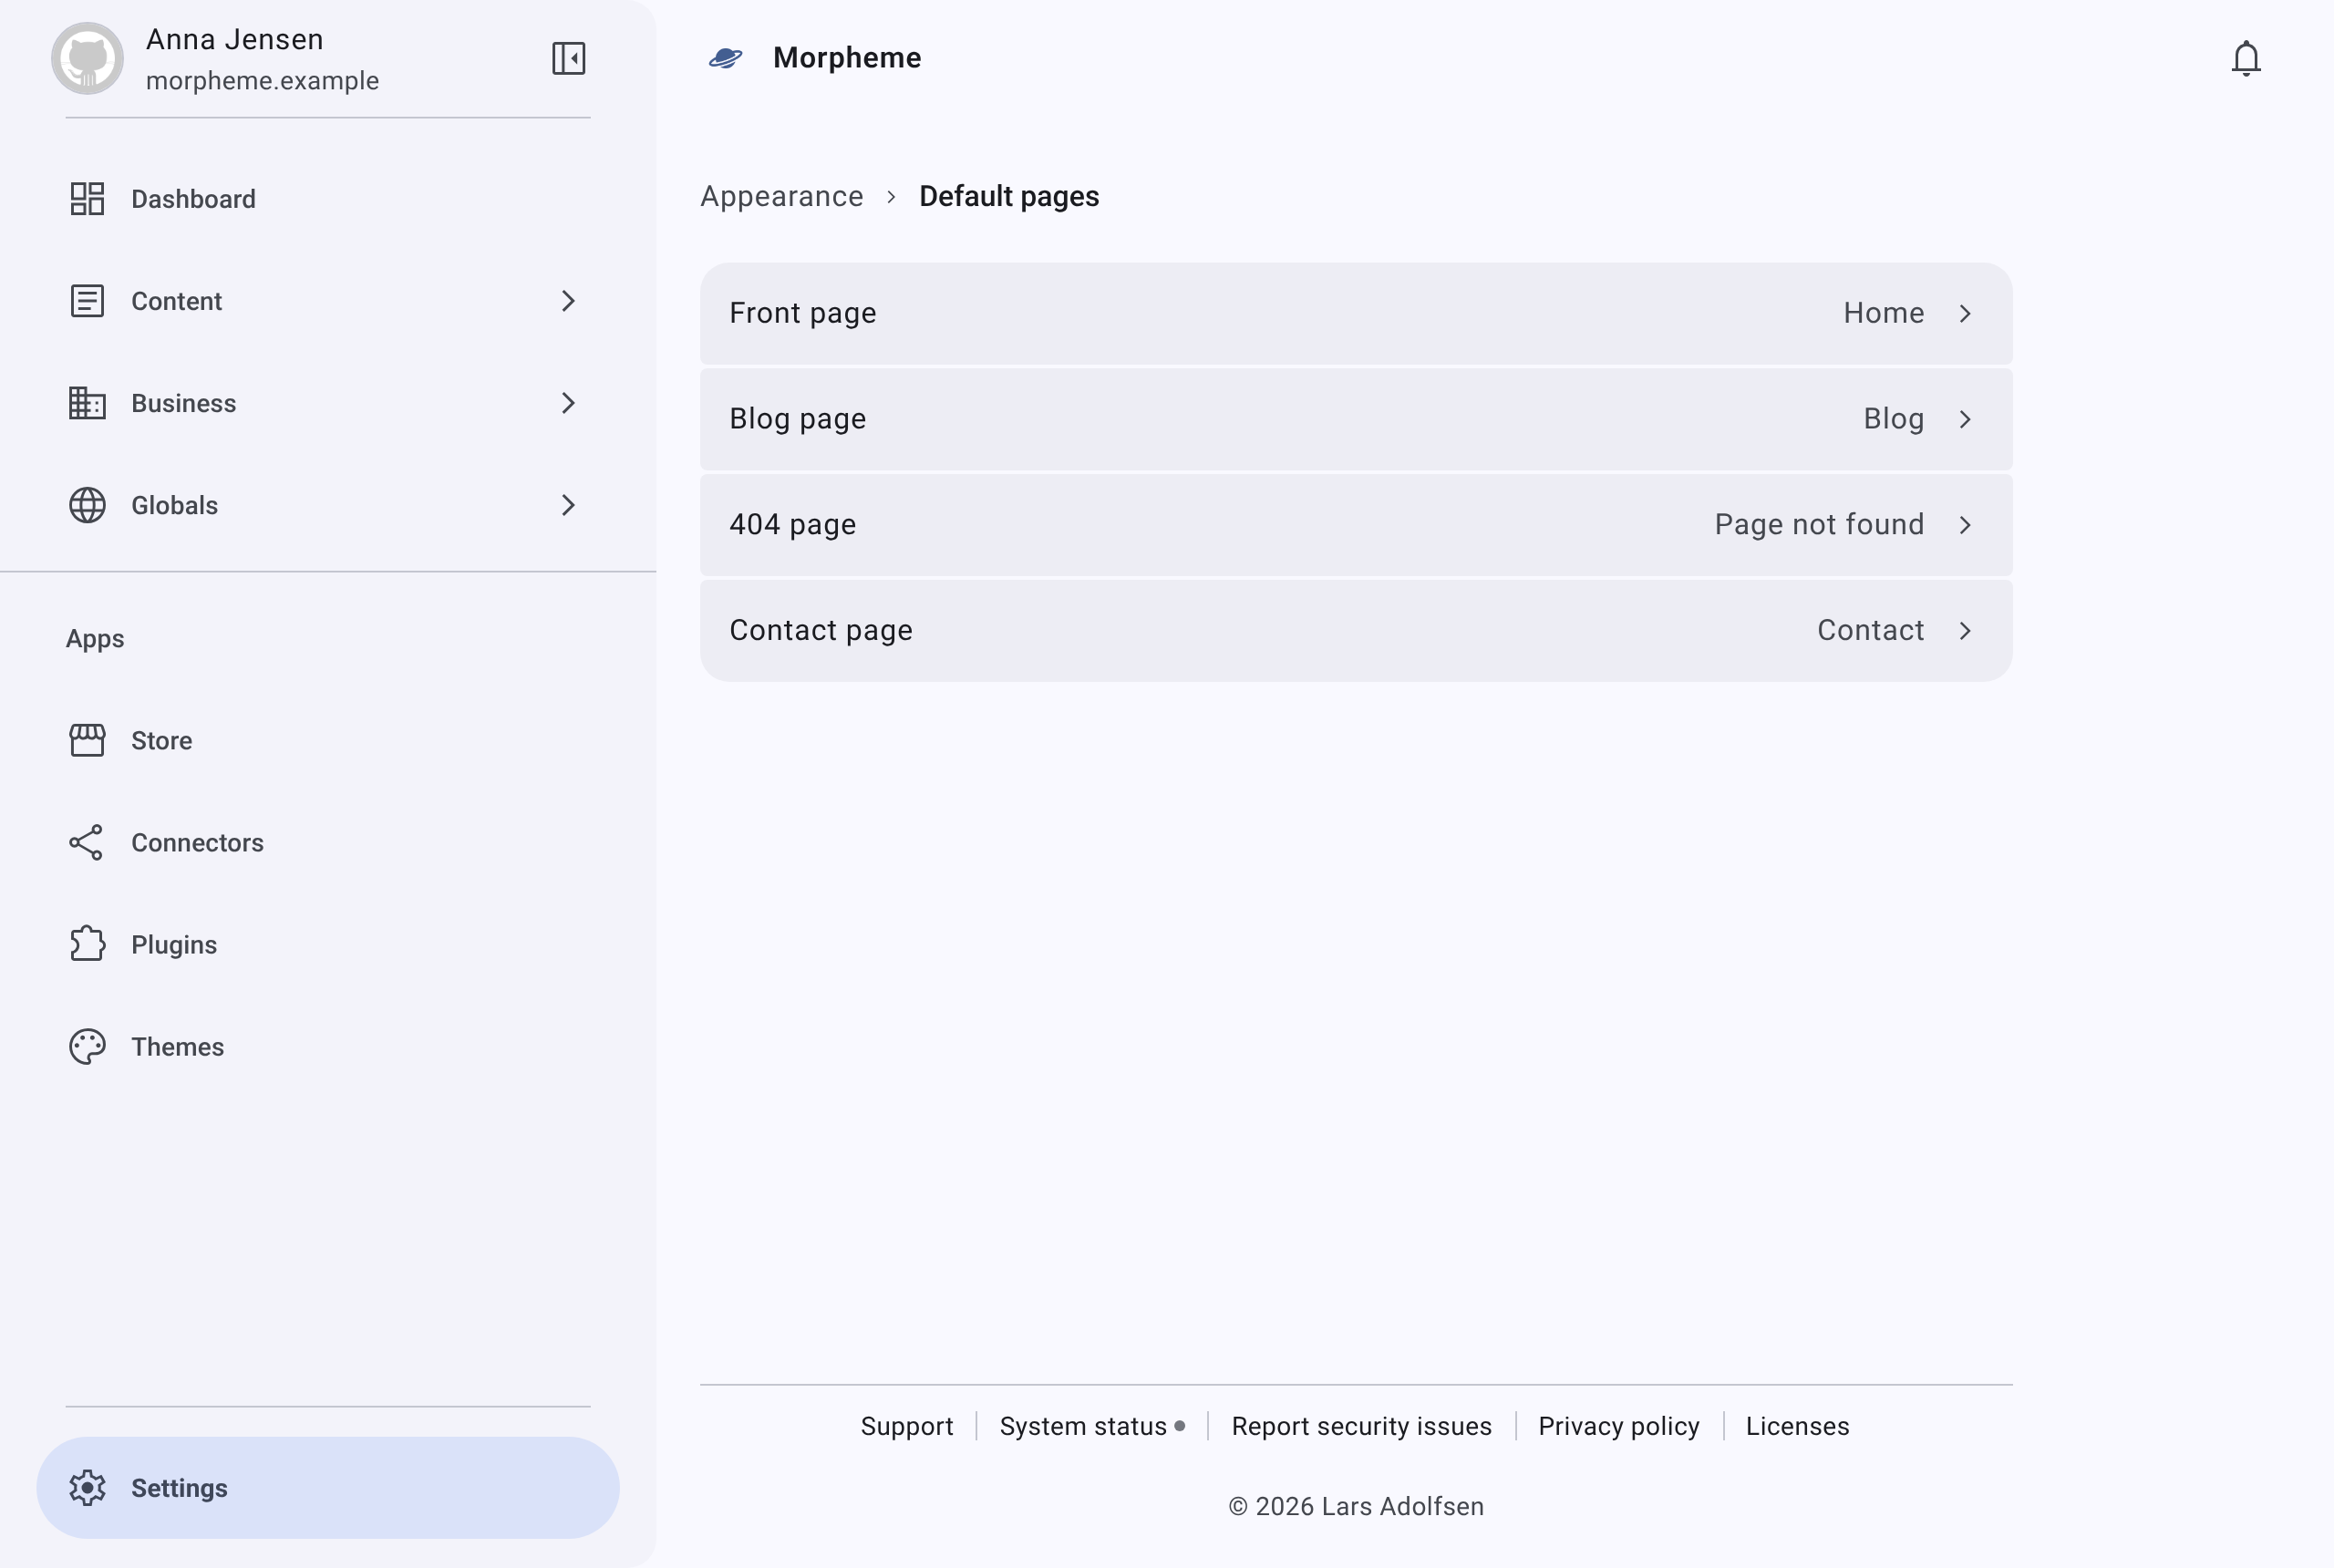 Anna Jensen
morpheme.example
Dashboard
Content
Business
Globals
Apps
Store
Connectors
Plugins
Themes
Settings
Morpheme
Appearance › Default pages
Front page Home
Blog page Blog
404 page Page not found
Contact page Contact
Support System status Report security issues Privacy policy Licenses
© 2026 Lars Adolfsen